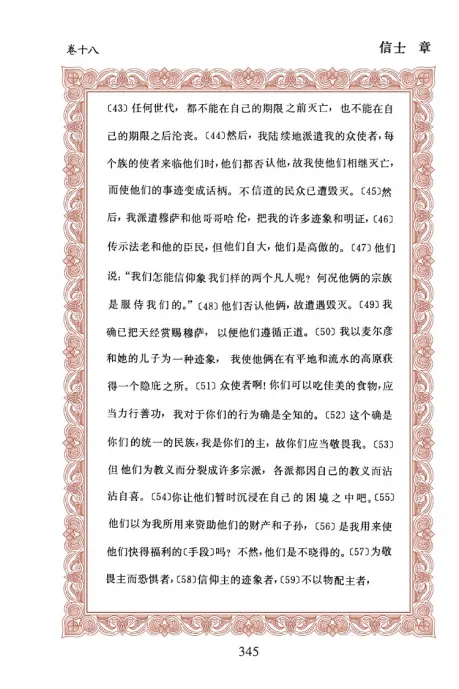 卷十八
信士 章
〔43〕任何世代，都不能在自己的期限之前灭亡，也不能在自
己的期限之后沦丧。〔44〕然后，我陆续地派遣我的众使者，每
个族的使者来临他们时，他们都否认他，故我使他们相继灭亡，
而使他们的事迹变成话柄。不信道的民众已遭毁灭。〔45〕然
后，我派遣穆萨和他哥哥哈伦，把我的许多迹象和明证，〔46〕
传示法老和他的臣民，但他们自大，他们是高傲的。〔47〕他们
说：“我们怎能信仰象我们样的两个凡人呢？何况他俩的宗族
是服侍我们的。”〔48〕他们否认他俩，故遭遇毁灭。〔49〕我
确已把天经赏赐穆萨，以便他们遵循正道。〔50〕我以麦尔彦
和她的儿子为一种迹象，我使他俩在有平地和流水的高原获
得一个隐庇之所。〔51〕众使者啊！你们可以吃佳美的食物，应
当力行善功，我对于你们的行为确是全知的。〔52〕这个确是
你们的统一的民族，我是你们的主，故你们应当敬畏我。〔53〕
但他们为教义而分裂成许多宗派，各派都因自己的教义而沾
沾自喜。〔54〕你让他们暂时沉浸在自己的困境之中吧。〔55〕
他们以为我所用来资助他们的财产和子孙，〔56〕是我用来使
他们快得福利的〔手段〕吗？不然，他们是不晓得的。〔57〕为敬
畏主而恐惧者，〔58〕信仰主的迹象者，〔59〕不以物配主者，
345